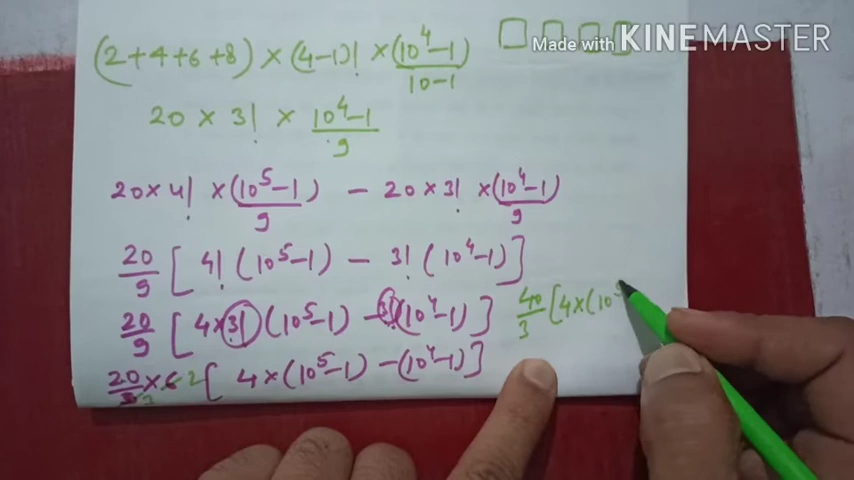 (2+4+6+8) × (4-1)! × (10⁴-1)/(10-1)
Made with KINEMASTER
20 × 3! × (10⁴-1)/9
20×4! × (10⁵-1)/9 - 20×3! × (10⁴-1)/9
20/9 [ 4! (10⁵-1) - 3! (10⁴-1) ]
20/9 [ 4×3! (10⁵-1) - 3! (10⁴-1) ]
40/3 [ 4×(10⁵
20/9 3 × 6 2 [ 4×(10⁵-1) - (10⁴-1) ]